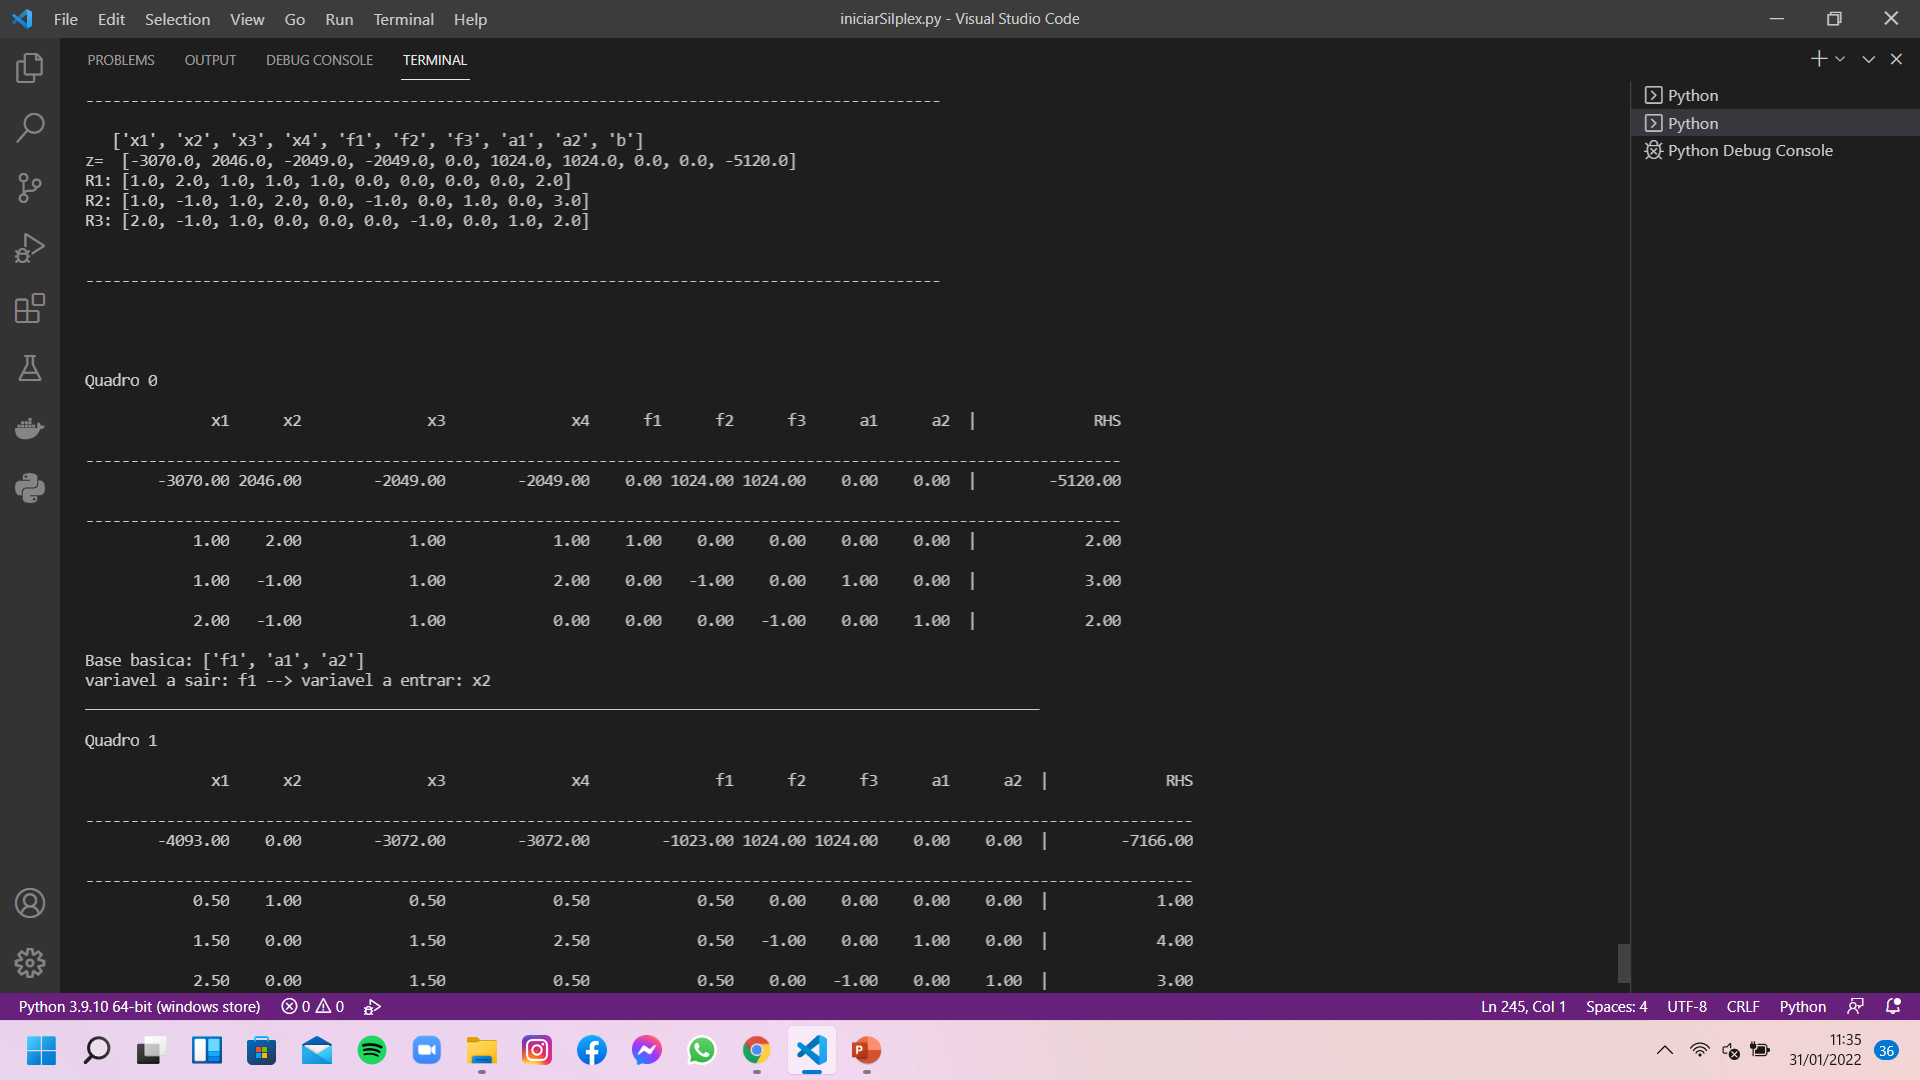 File Edit Selection View Go Run Terminal Help
iniciarSilplex.py - Visual Studio Code
PROBLEMS OUTPUT DEBUG CONSOLE TERMINAL
-----------------------------------------------------------------------------------------------
['x1', 'x2', 'x3', 'x4', 'f1', 'f2', 'f3', 'a1', 'a2', 'b']
z= [-3070.0, 2046.0, -2049.0, -2049.0, 0.0, 1024.0, 1024.0, 0.0, 0.0, -5120.0]
R1: [1.0, 2.0, 1.0, 1.0, 1.0, 0.0, 0.0, 0.0, 0.0, 2.0]
R2: [1.0, -1.0, 1.0, 2.0, 0.0, -1.0, 0.0, 1.0, 0.0, 3.0]
R3: [2.0, -1.0, 1.0, 0.0, 0.0, 0.0, -1.0, 0.0, 1.0, 2.0]
-----------------------------------------------------------------------------------------------
Quadro 0
x1 x2 x3 x4 f1 f2 f3 a1 a2 | RHS
-------------------------------------------------------------------------------------------------------------------
-3070.00 2046.00 -2049.00 -2049.00 0.00 1024.00 1024.00 0.00 0.00 | -5120.00
-------------------------------------------------------------------------------------------------------------------
1.00 2.00 1.00 1.00 1.00 0.00 0.00 0.00 0.00 | 2.00
1.00 -1.00 1.00 2.00 0.00 -1.00 0.00 1.00 0.00 | 3.00
2.00 -1.00 1.00 0.00 0.00 0.00 -1.00 0.00 1.00 | 2.00
Base basica: ['f1', 'a1', 'a2']
variavel a sair: f1 --> variavel a entrar: x2
__________________________________________________________________________________________________________
Quadro 1
x1 x2 x3 x4 f1 f2 f3 a1 a2 | RHS
---------------------------------------------------------------------------------------------------------------------------
-4093.00 0.00 -3072.00 -3072.00 -1023.00 1024.00 1024.00 0.00 0.00 | -7166.00
---------------------------------------------------------------------------------------------------------------------------
0.50 1.00 0.50 0.50 0.50 0.00 0.00 0.00 0.00 | 1.00
1.50 0.00 1.50 2.50 0.50 -1.00 0.00 1.00 0.00 | 4.00
2.50 0.00 1.50 0.50 0.50 0.00 -1.00 0.00 1.00 | 3.00
Python
Python
Python Debug Console
Python 3.9.10 64-bit (windows store) 0 0
Ln 245, Col 1 Spaces: 4 UTF-8 CRLF Python
P
11:35
31/01/2022
36